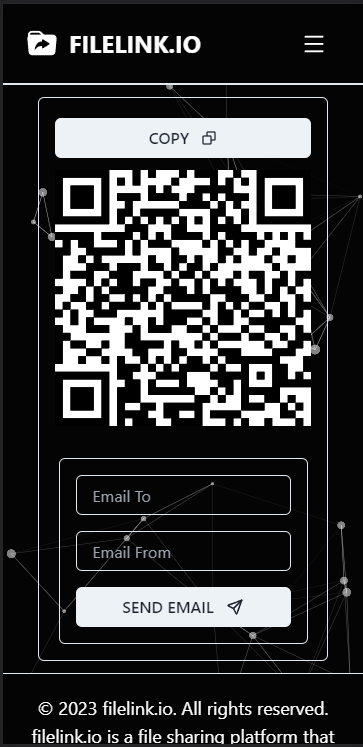 FILELINK.IO
COPY
Email To
Email From
SEND EMAIL
© 2023 filelink.io. All rights reserved.
filelink.io is a file sharing platform that